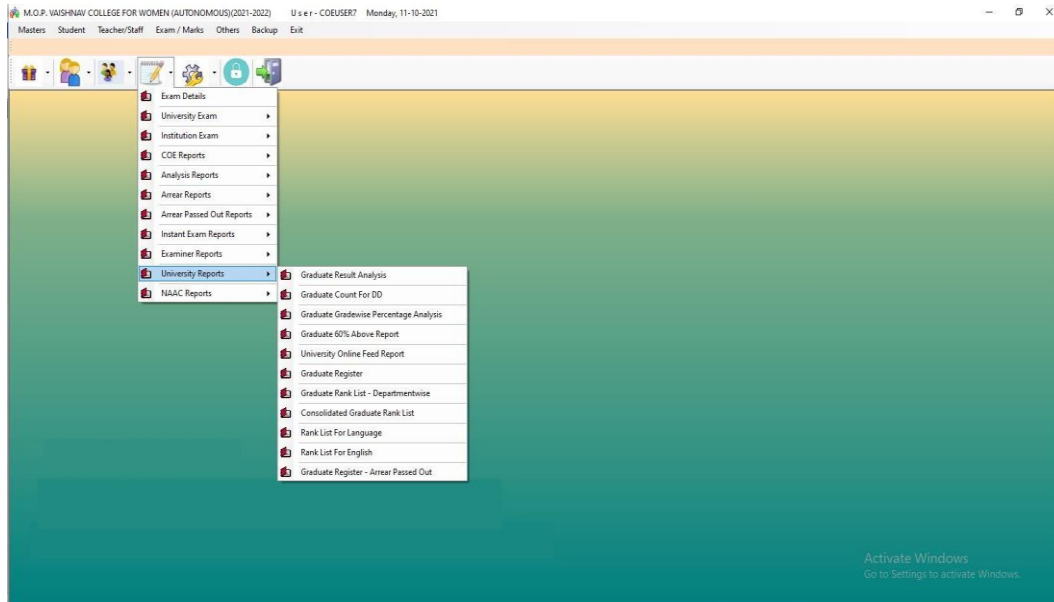 M.O.P. VAISHNAV COLLEGE FOR WOMEN (AUTONOMOUS)(2021-2022) U s e r - COEUSER7 Monday, 11-10-2021
Masters Student Teacher/Staff Exam / Marks Others Backup Exit
Exam Details
University Exam
Institution Exam
COE Reports
Analysis Reports
Arrear Reports
Arrear Passed Out Reports
Instant Exam Reports
Examiner Reports
University Reports
NAAC Reports
Graduate Result Analysis
Graduate Count For DD
Graduate Gradewise Percentage Analysis
Graduate 60% Above Report
University Online Feed Report
Graduate Register
Graduate Rank List - Departmentwise
Consolidated Graduate Rank List
Rank List For Language
Rank List For English
Graduate Register - Arrear Passed Out
Activate Windows
Go to Settings to activate Windows.